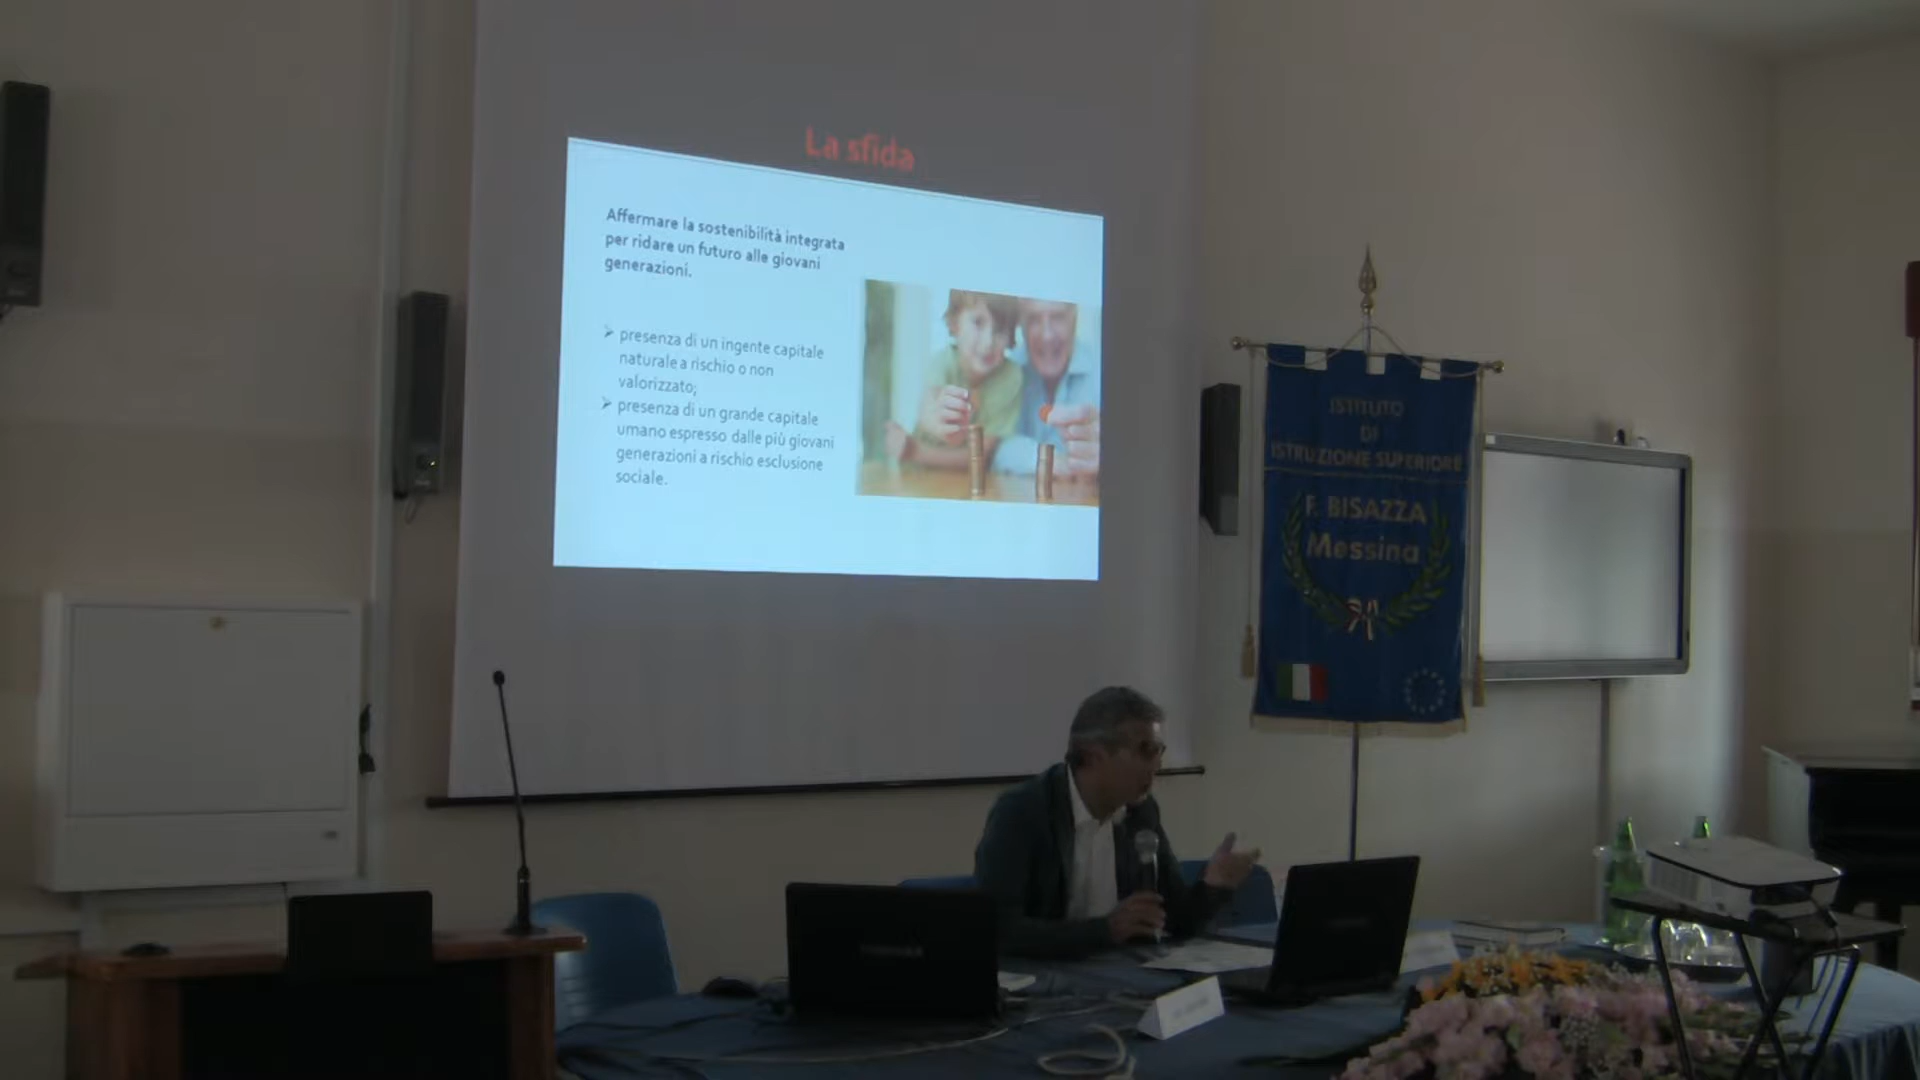 La sfida
Affermare la sostenibilità integrata
per ridare un futuro alle giovani
generazioni.
presenza di un ingente capitale
naturale a rischio o non
valorizzato;
presenza di un grande capitale
umano espresso dalle più giovani
generazioni a rischio esclusione
sociale.
ISTITUTO
DI
ISTRUZIONE SUPERIORE
F. BISAZZA
Messina